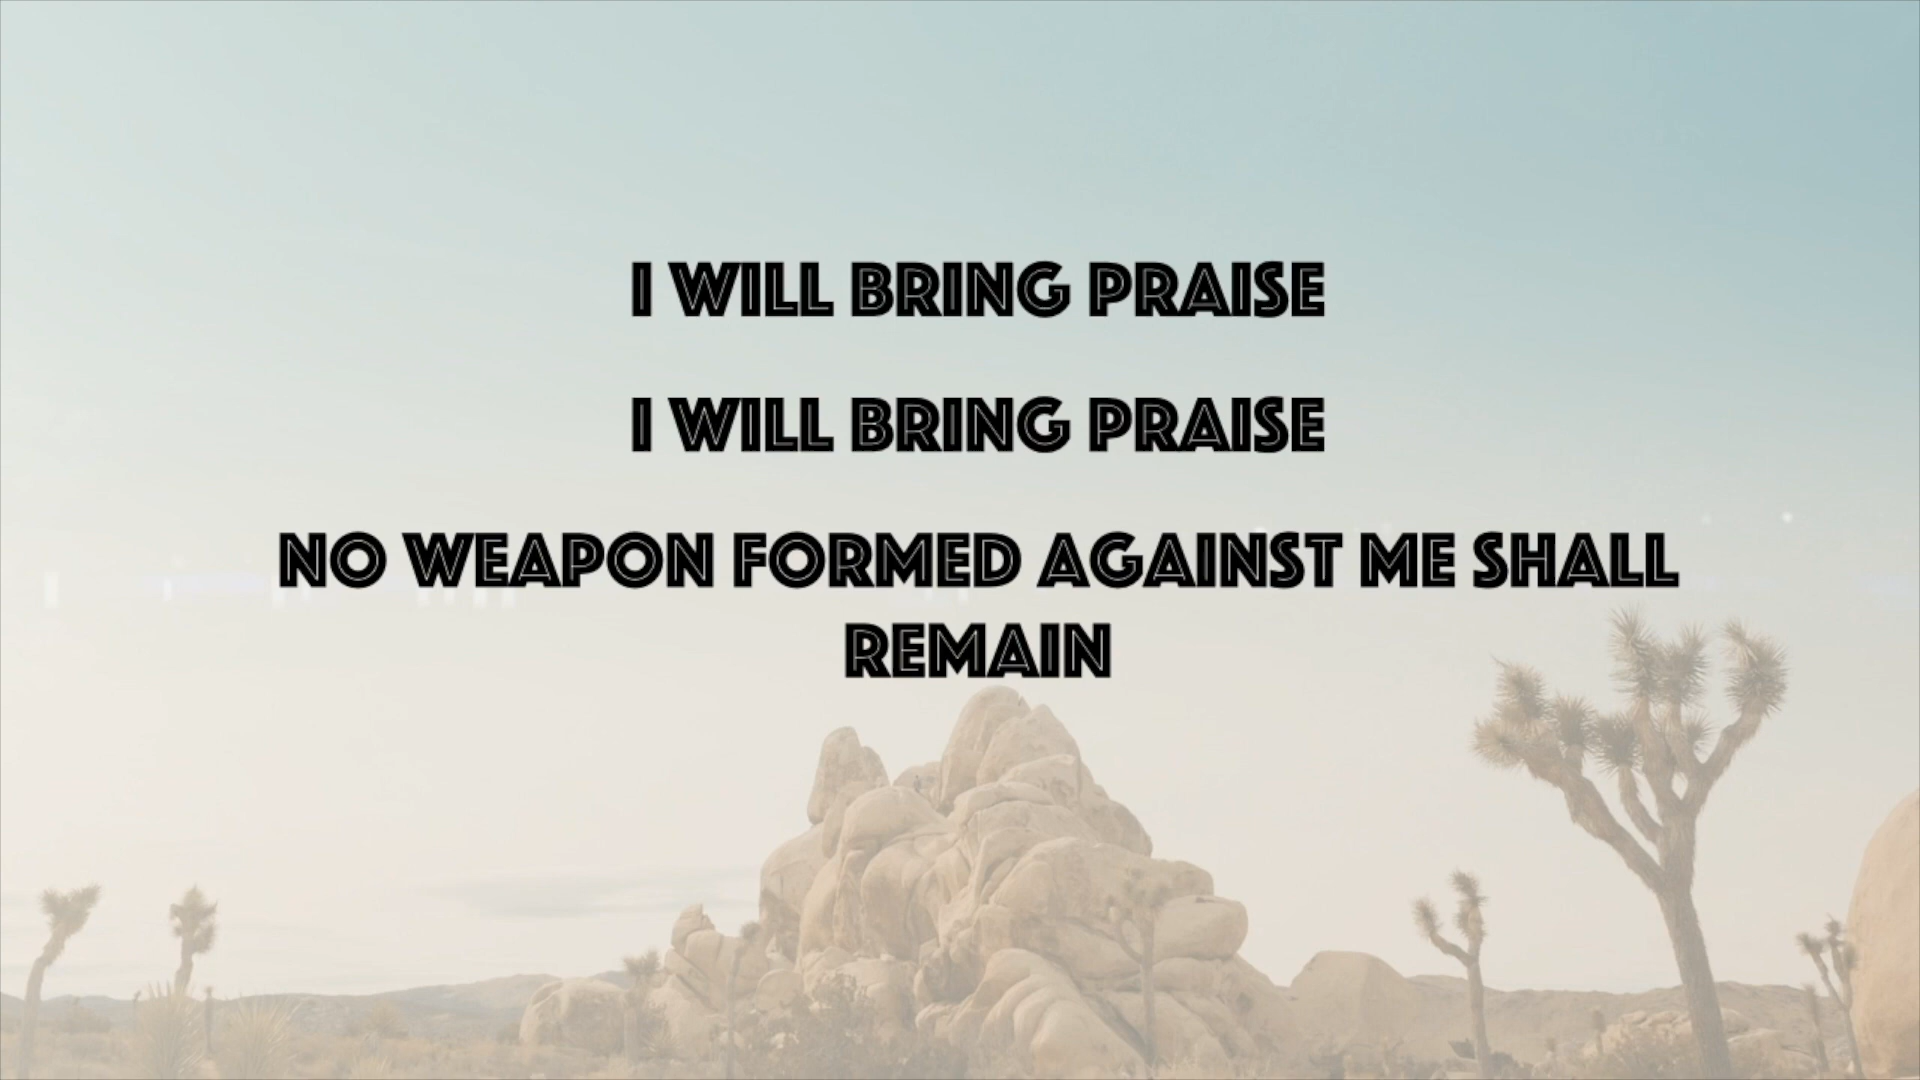 I WILL BRING PRAISE
I WILL BRING PRAISE
NO WEAPON FORMED AGAINST ME SHALL
REMAIN